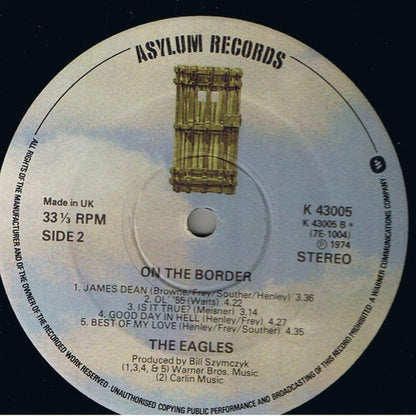 ASYLUM RECORDS
Made in UK
33 ⅓ RPM
SIDE 2
K 43005
K 43005 B *
(7E-1004)
Ⓟ 1974
STEREO
ON THE BORDER
1. JAMES DEAN (Browne/Frey/Souther/Henley) 3.36
2. OL' '55 (Waits) 4.22
3. IS IT TRUE? (Meisner) 3.14
4. GOOD DAY IN HELL (Henley/Frey) 4.27
5. BEST OF MY LOVE (Henley/Frey/Souther) 4.35
THE EAGLES
Produced by Bill Szymczyk
(1,3,4, & 5) Warner Bros. Music
(2) Carlin Music
ALL RIGHTS OF THE MANUFACTURER AND OF THE OWNER OF THE RECORDED WORK RESERVED · UNAUTHORISED COPYING PUBLIC PERFORMANCE AND BROADCASTING OF THIS RECORD PROHIBITED · A WARNER COMMUNICATIONS COMPANY